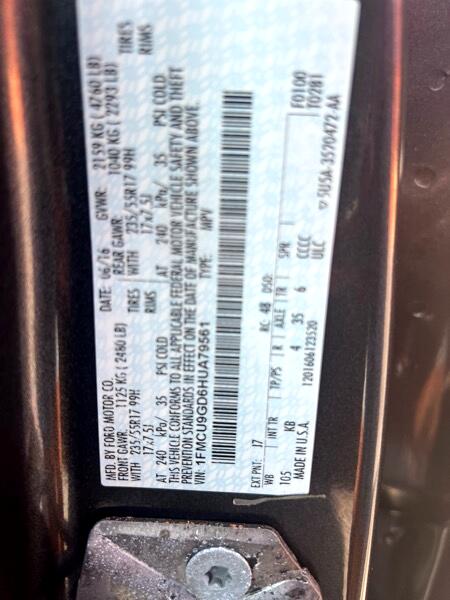 MFD. BY FORD MOTOR CO.
DATE: 06/16 GVWR: 2159 KG ( 4760 LB)
FRONT GAWR: 1125 KG ( 2480 LB) REAR GAWR: 1040 KG ( 2293 LB)
WITH 235/55R17 99H TIRES WITH 235/55R17 99H TIRES
17x7.5J RIMS 17x7.5J RIMS
AT 240 kPa/ 35 PSI COLD AT 240 kPa/ 35 PSI COLD
THIS VEHICLE CONFORMS TO ALL APPLICABLE FEDERAL MOTOR VEHICLE SAFETY AND THEFT
PREVENTION STANDARDS IN EFFECT ON THE DATE OF MANUFACTURE SHOWN ABOVE.
VIN: 1FMCU9GD6HUA79561 TYPE: MPV
F0100
T0281
EXT PNT: 17 RC: 48 DSO:
WB INT TR TP/PS R AXLE TR SPR
105 KB 4 35 6 CCCC
ULC
MADE IN U.S.A. 1201606123520 5U5A-3520472-AA